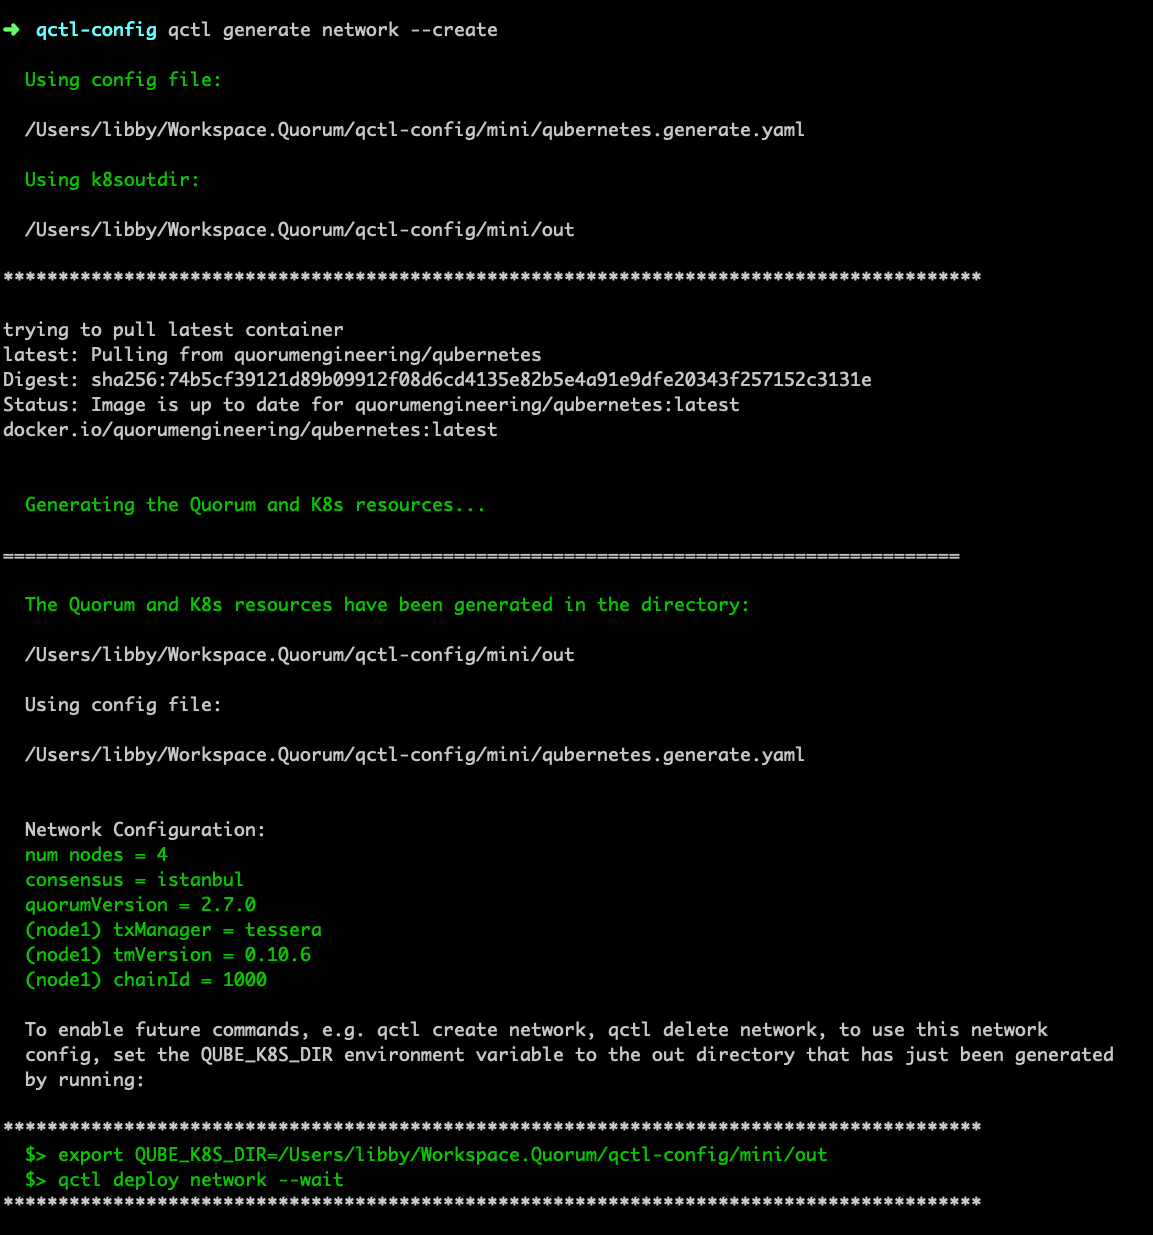 ➜ qctl-config qctl generate network --create
Using config file:
/Users/libby/Workspace.Quorum/qctl-config/mini/qubernetes.generate.yaml
Using k8soutdir:
/Users/libby/Workspace.Quorum/qctl-config/mini/out
*****************************************************************************************
trying to pull latest container
latest: Pulling from quorumengineering/qubernetes
Digest: sha256:74b5cf39121d89b09912f08d6cd4135e82b5e4a91e9dfe20343f257152c3131e
Status: Image is up to date for quorumengineering/qubernetes:latest
docker.io/quorumengineering/qubernetes:latest
Generating the Quorum and K8s resources...
=======================================================================================
The Quorum and K8s resources have been generated in the directory:
/Users/libby/Workspace.Quorum/qctl-config/mini/out
Using config file:
/Users/libby/Workspace.Quorum/qctl-config/mini/qubernetes.generate.yaml
Network Configuration:
num nodes = 4
consensus = istanbul
quorumVersion = 2.7.0
(node1) txManager = tessera
(node1) tmVersion = 0.10.6
(node1) chainId = 1000
To enable future commands, e.g. qctl create network, qctl delete network, to use this network
config, set the QUBE_K8S_DIR environment variable to the out directory that has just been generated
by running:
*****************************************************************************************
$> export QUBE_K8S_DIR=/Users/libby/Workspace.Quorum/qctl-config/mini/out
$> qctl deploy network --wait
*****************************************************************************************